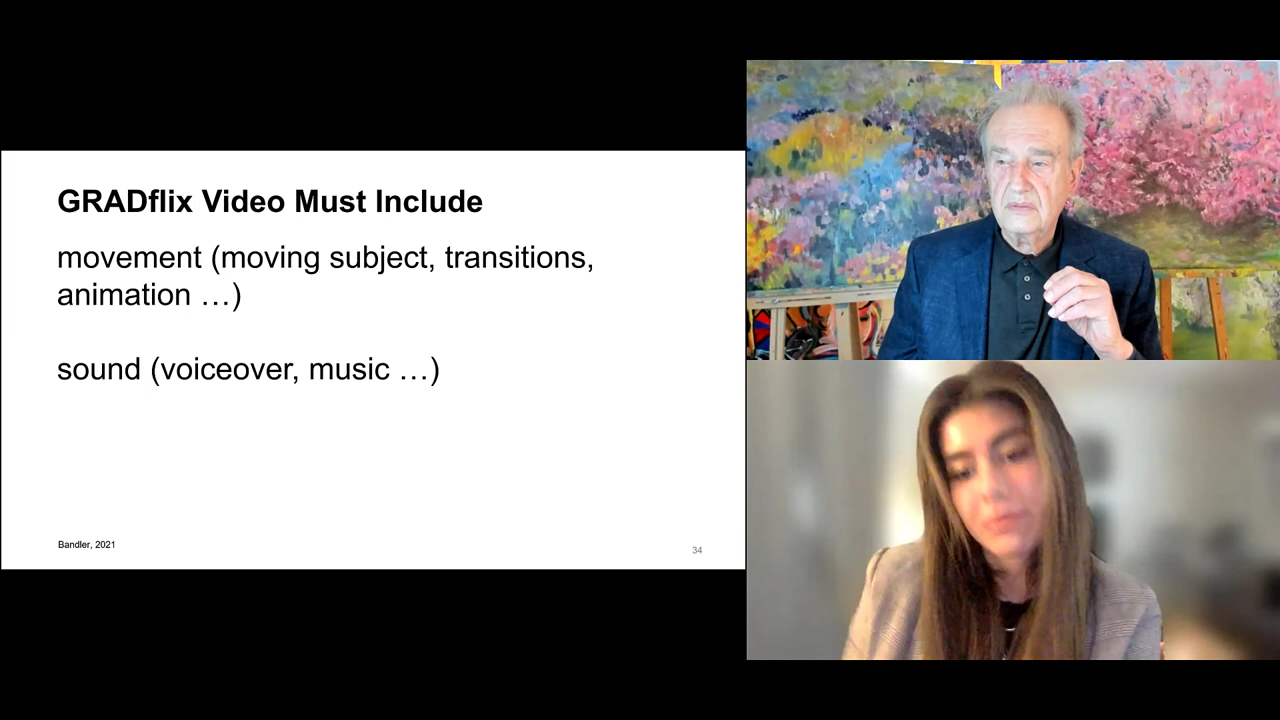 GRADflix Video Must Include
movement (moving subject, transitions,
animation …)
sound (voiceover, music …)
Bandler, 2021
34